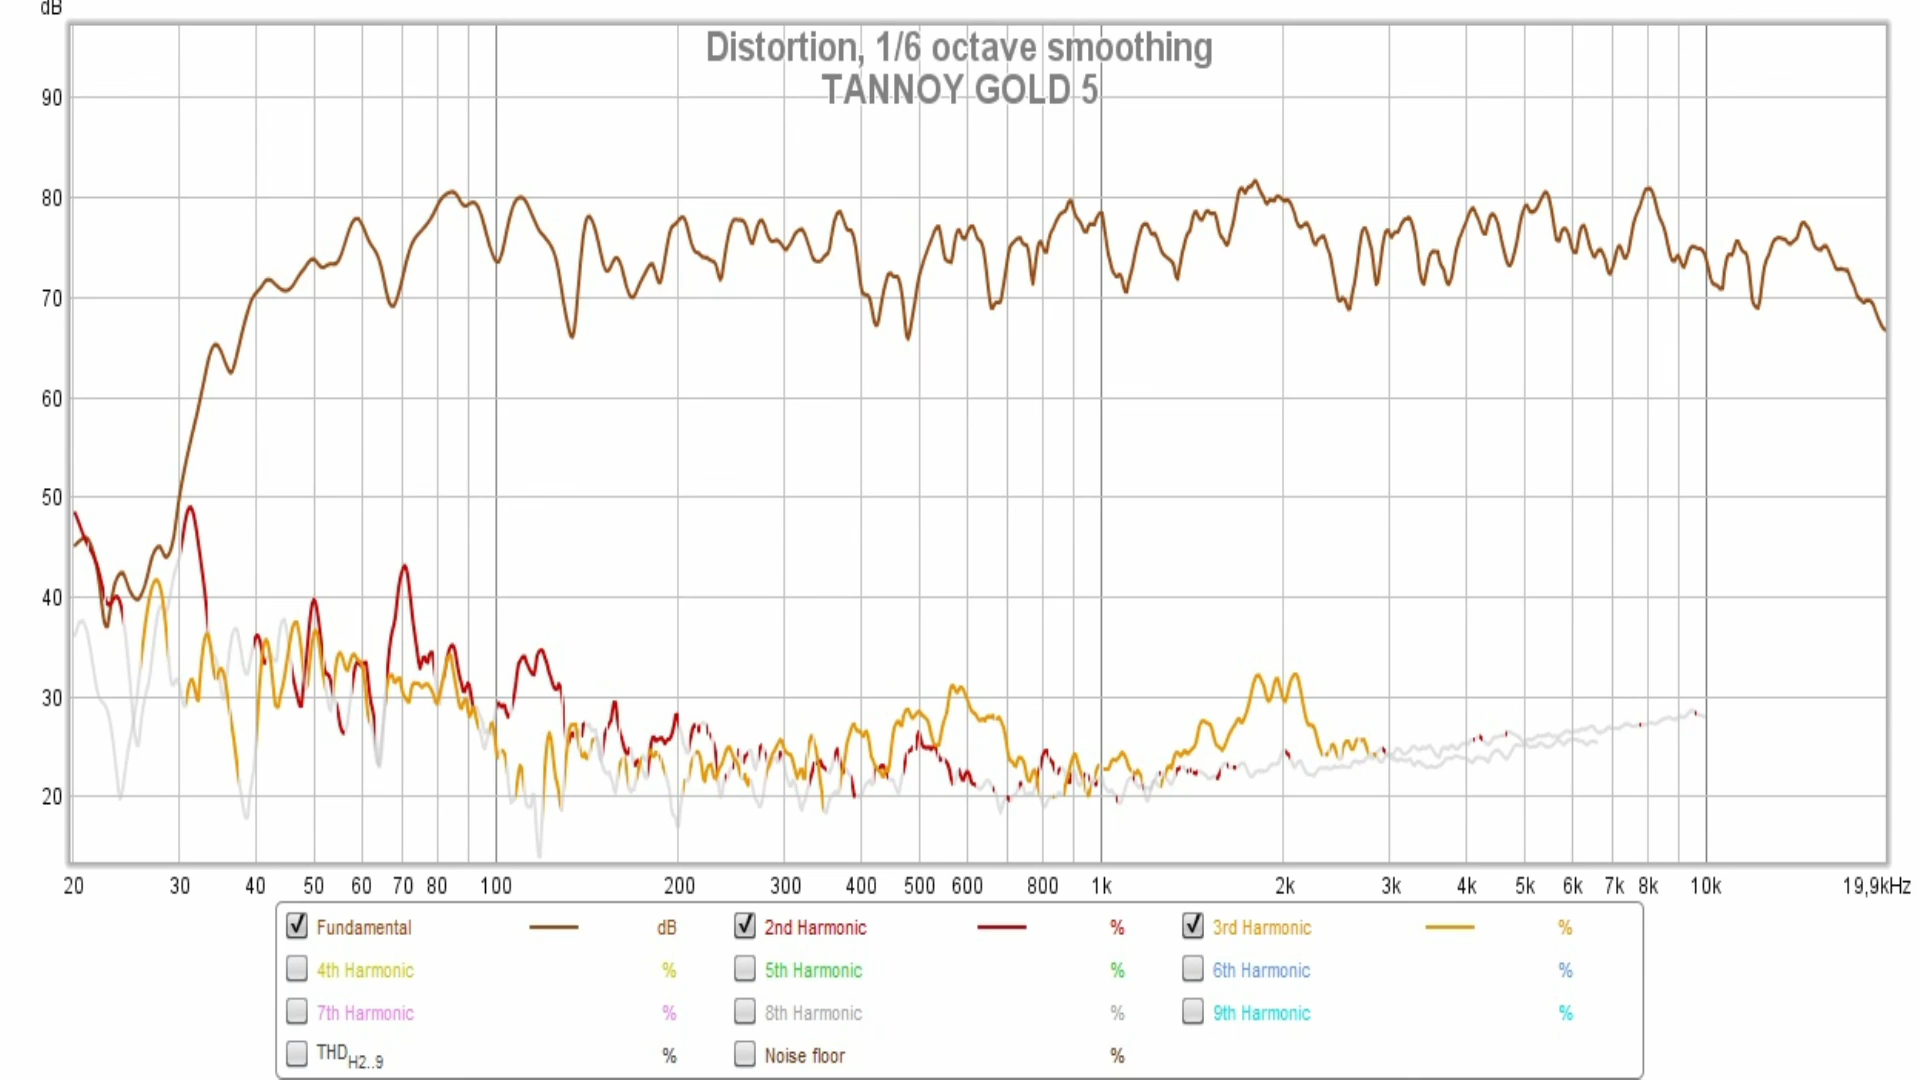 dB
Distortion, 1/6 octave smoothing
TANNOY GOLD 5
90
80
70
60
50
40
30
20
20 30 40 50 60 70 80 100 200 300 400 500 600 800 1k 2k 3k 4k 5k 6k 7k 8k 10k 19,9kHz
Fundamental dB 2nd Harmonic % 3rd Harmonic %
4th Harmonic % 5th Harmonic % 6th Harmonic %
7th Harmonic % 8th Harmonic % 9th Harmonic %
THD H2..9 % Noise floor %